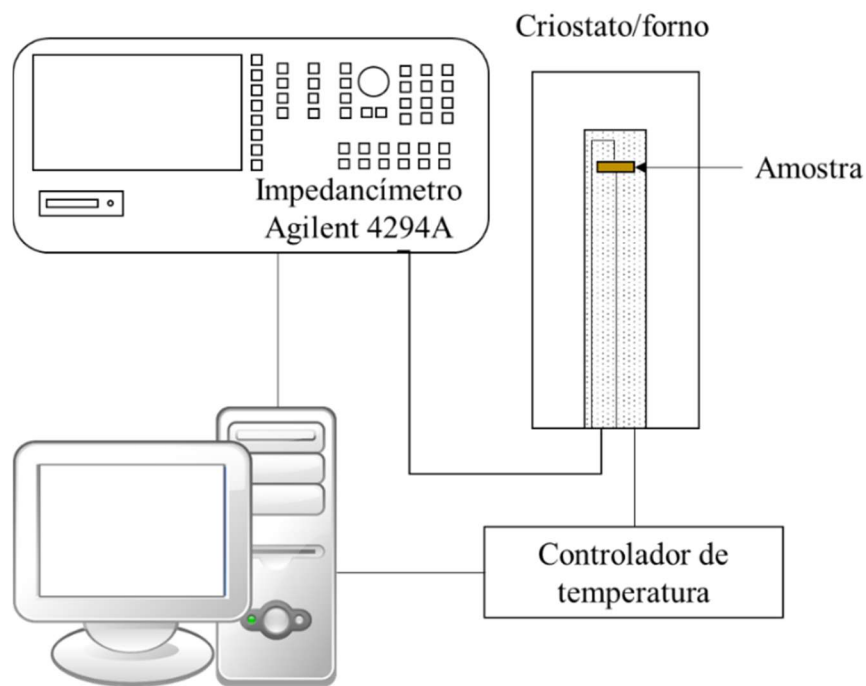 Criostato/forno
Amostra
Impedancímetro
Agilent 4294A
Controlador de
temperatura